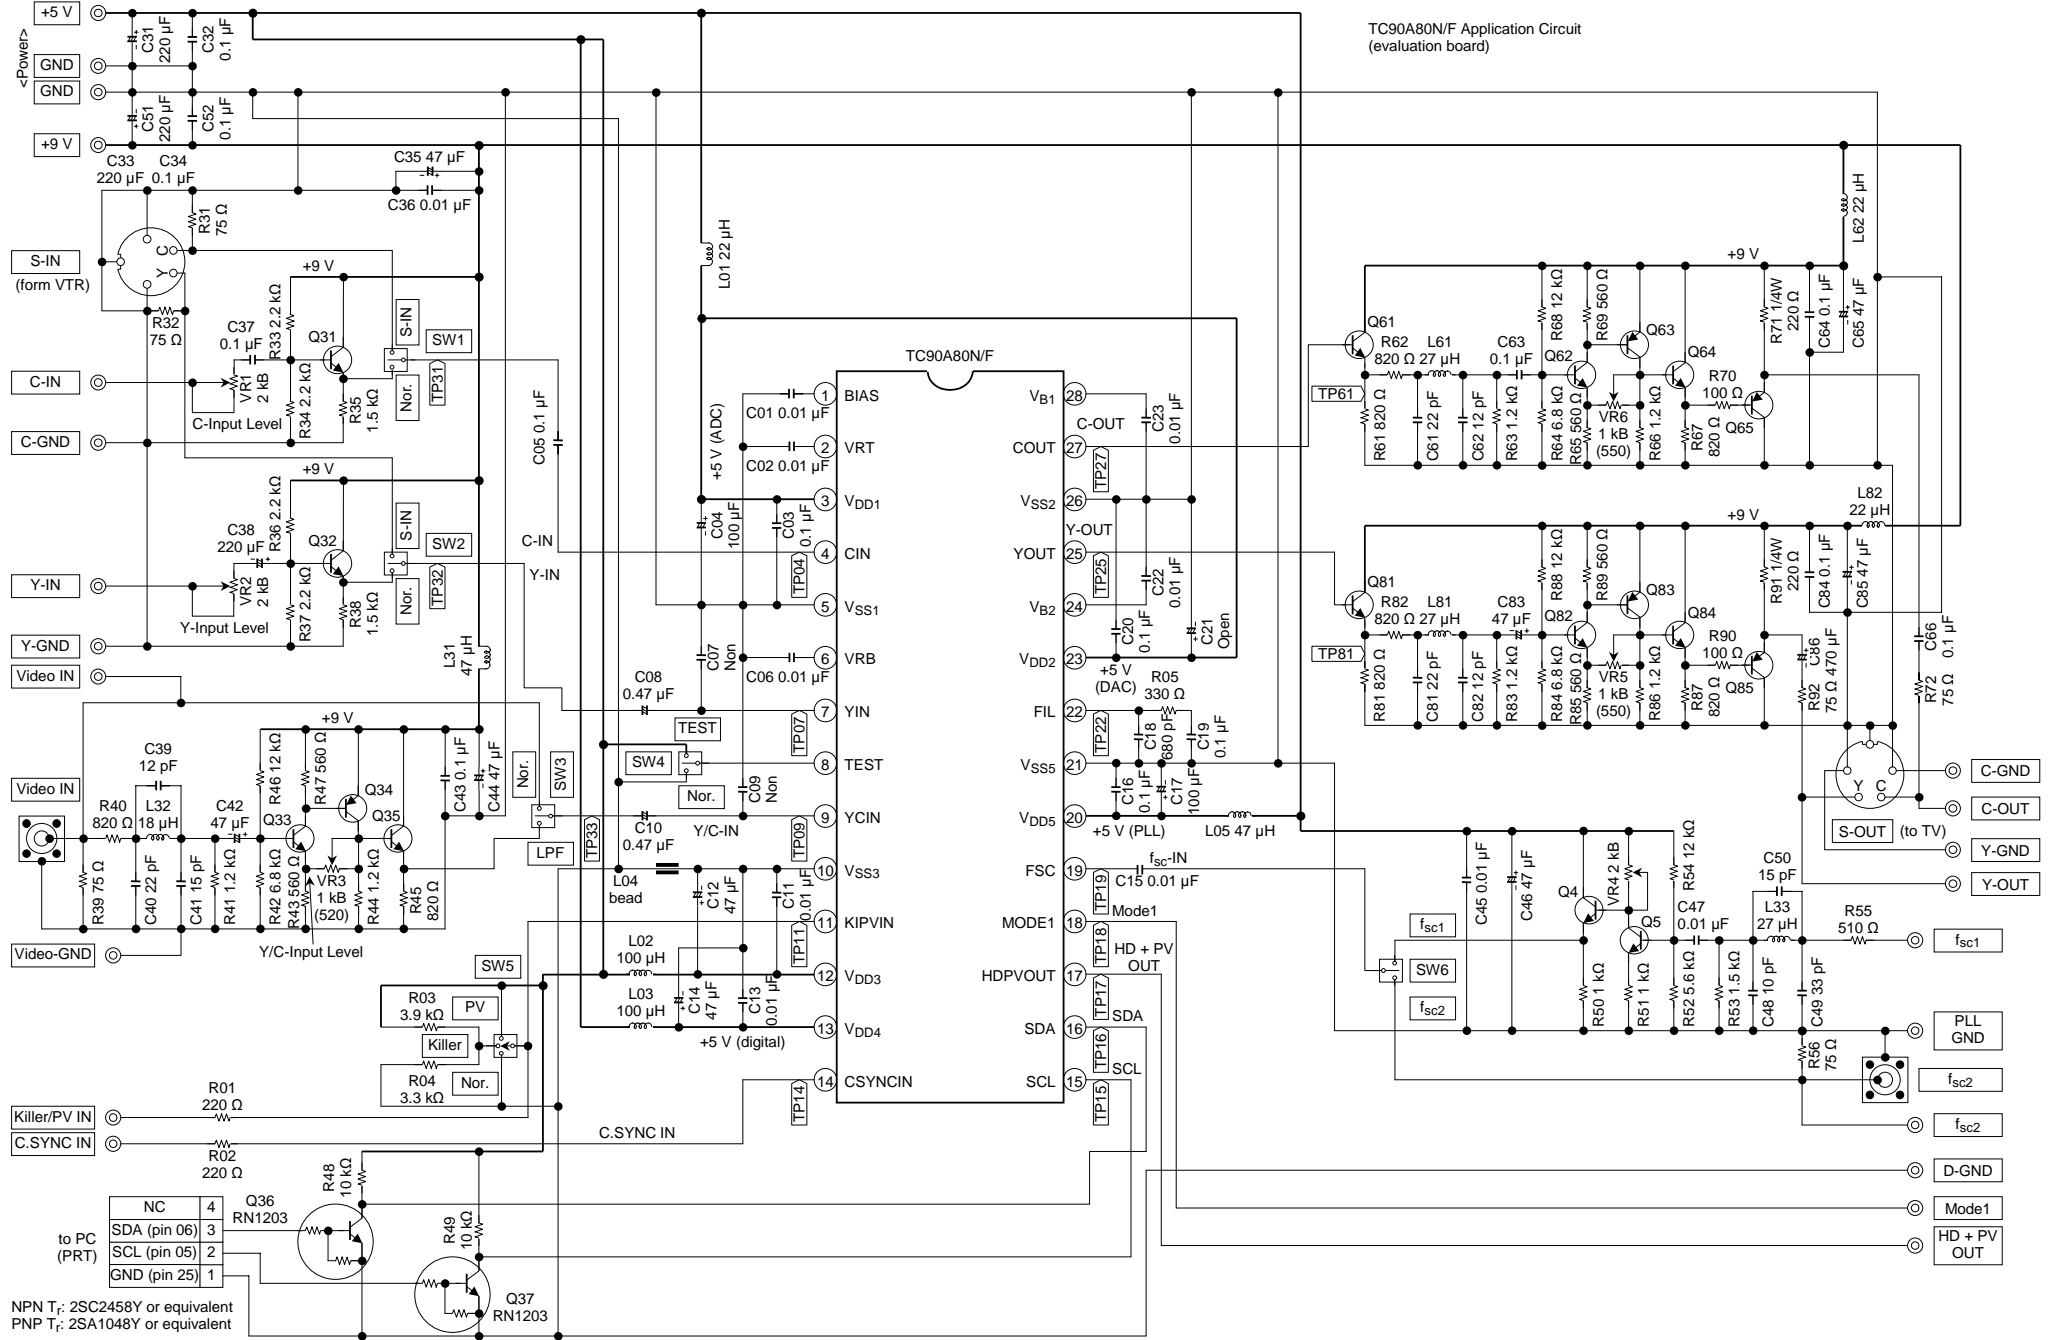 TC90A80N/F Application Circuit
(evaluation board)
<Power>
+5 V
GND
GND
+9 V
C31
220 µF
C32
0.1 µF
C51
220 µF
C52
0.1 µF
C33
220 µF
C34
0.1 µF
C35 47 µF
C36 0.01 µF
R31
75 Ω
S-IN
(form VTR)
C
Y
R32
75 Ω
+9 V
C37
0.1 µF
R33 2.2 kΩ
Q31
S-IN
SW1
C-IN
VR1
2 kB
R34 2.2 kΩ
R35
1.5 kΩ
Nor.
TP31
C-Input Level
C-GND
+9 V
C38
220 µF
R36 2.2 kΩ
Q32
S-IN
SW2
Y-IN
VR2
2 kB
R37 2.2 kΩ
R38
1.5 kΩ
Nor.
TP32
Y-Input Level
Y-GND
L31
47 µH
Video IN
+9 V
C39
12 pF
Video IN
R40
820 Ω
L32
18 µH
C42
47 µF
R46 12 kΩ
R47 560 Ω
Q33
Q34
Q35
C43 0.1 µF
C44 47 µF
R39 75 Ω
C40 22 pF
C41 15 pF
R41 1.2 kΩ
R42 6.8 kΩ
R43 560 Ω
VR3
1 kB
(520)
R44 1.2 kΩ
R45
820 Ω
Y/C-Input Level
Video-GND
Nor.
SW3
LPF
TP33
L01 22 µH
+5 V (ADC)
C05 0.1 µF
C-IN
Y-IN
C01 0.01 µF
C02 0.01 µF
C04
100 µF
C03
0.1 µF
TP04
C07
Non
C06 0.01 µF
C08
0.47 µF
TEST
TP07
SW4
Nor.
C09
Non
C10
0.47 µF
Y/C-IN
TP09
L04
bead
C12
47 µF
C11
0.01 µF
TP11
L02
100 µH
L03
100 µH
C14
47 µF
C13
0.01 µF
+5 V (digital)
SW5
R03
3.9 kΩ
PV
Killer
R04
3.3 kΩ
Nor.
TP14
R01
220 Ω
Killer/PV IN
C.SYNC IN
C.SYNC IN
R02
220 Ω
R48
10 kΩ
Q36
RN1203
R49
10 kΩ
Q37
RN1203
to PC
(PRT)
NC 4
SDA (pin 06) 3
SCL (pin 05) 2
GND (pin 25) 1
NPN Tr: 2SC2458Y or equivalent
PNP Tr: 2SA1048Y or equivalent
TC90A80N/F
1 BIAS
2 VRT
3 VDD1
4 CIN
5 VSS1
6 VRB
7 YIN
8 TEST
9 YCIN
10 VSS3
11 KIPVIN
12 VDD3
13 VDD4
14 CSYNCIN
VB1 28
COUT 27
VSS2 26
YOUT 25
VB2 24
VDD2 23
FIL 22
VSS5 21
VDD5 20
FSC 19
MODE1 18
HDPVOUT 17
SDA 16
SCL 15
C-OUT
C23
0.01 µF
TP27
Y-OUT
TP25
C22
0.01 µF
C20
0.1 µF
C21
Open
+5 V
(DAC)
R05
330 Ω
TP22
C18
680 pF
C19
0.1 µF
C16
0.1 µF
C17
100 µF
+5 V (PLL)
L05 47 µH
fsc-IN
C15 0.01 µF
TP19
Mode1
TP18
HD + PV
OUT
TP17
SDA
TP16
SCL
TP15
L62 22 µH
+9 V
Q61
R62
820 Ω
L61
27 µH
C63
0.1 µF
R68 12 kΩ
R69 560 Ω
Q62
Q63
Q64
R71 1/4W
220 Ω
C64 0.1 µF
C65 47 µF
TP61
R61 820 Ω
C61 22 pF
C62 12 pF
R63 1.2 kΩ
R64 6.8 kΩ
R65 560 Ω
VR6
1 kB
(550)
R66 1.2 kΩ
R67
820 Ω
R70
100 Ω
Q65
L82
22 µH
+9 V
Q81
R82
820 Ω
L81
27 µH
C83
47 µF
R88 12 kΩ
R89 560 Ω
Q82
Q83
Q84
R91 1/4W
220 Ω
C84 0.1 µF
C85 47 µF
TP81
R81 820 Ω
C81 22 pF
C82 12 pF
R83 1.2 kΩ
R84 6.8 kΩ
R85 560 Ω
VR5
1 kB
(550)
R86 1.2 kΩ
R87
820 Ω
R90
100 Ω
Q85
C86
470 µF
R92
75 Ω
C66
0.1 µF
R72
75 Ω
Y
C
S-OUT
(to TV)
C-GND
C-OUT
Y-GND
Y-OUT
C45 0.01 µF
C46 47 µF
Q4
VR4 2 kB
Q5
R54 12 kΩ
C47
0.01 µF
C50
15 pF
L33
27 µH
R55
510 Ω
fsc1
fsc1
SW6
fsc2
R50 1 kΩ
R51 1 kΩ
R52 5.6 kΩ
R53 1.5 kΩ
C48 10 pF
C49 33 pF
R56
75 Ω
PLL
GND
fsc2
fsc2
D-GND
Mode1
HD + PV
OUT